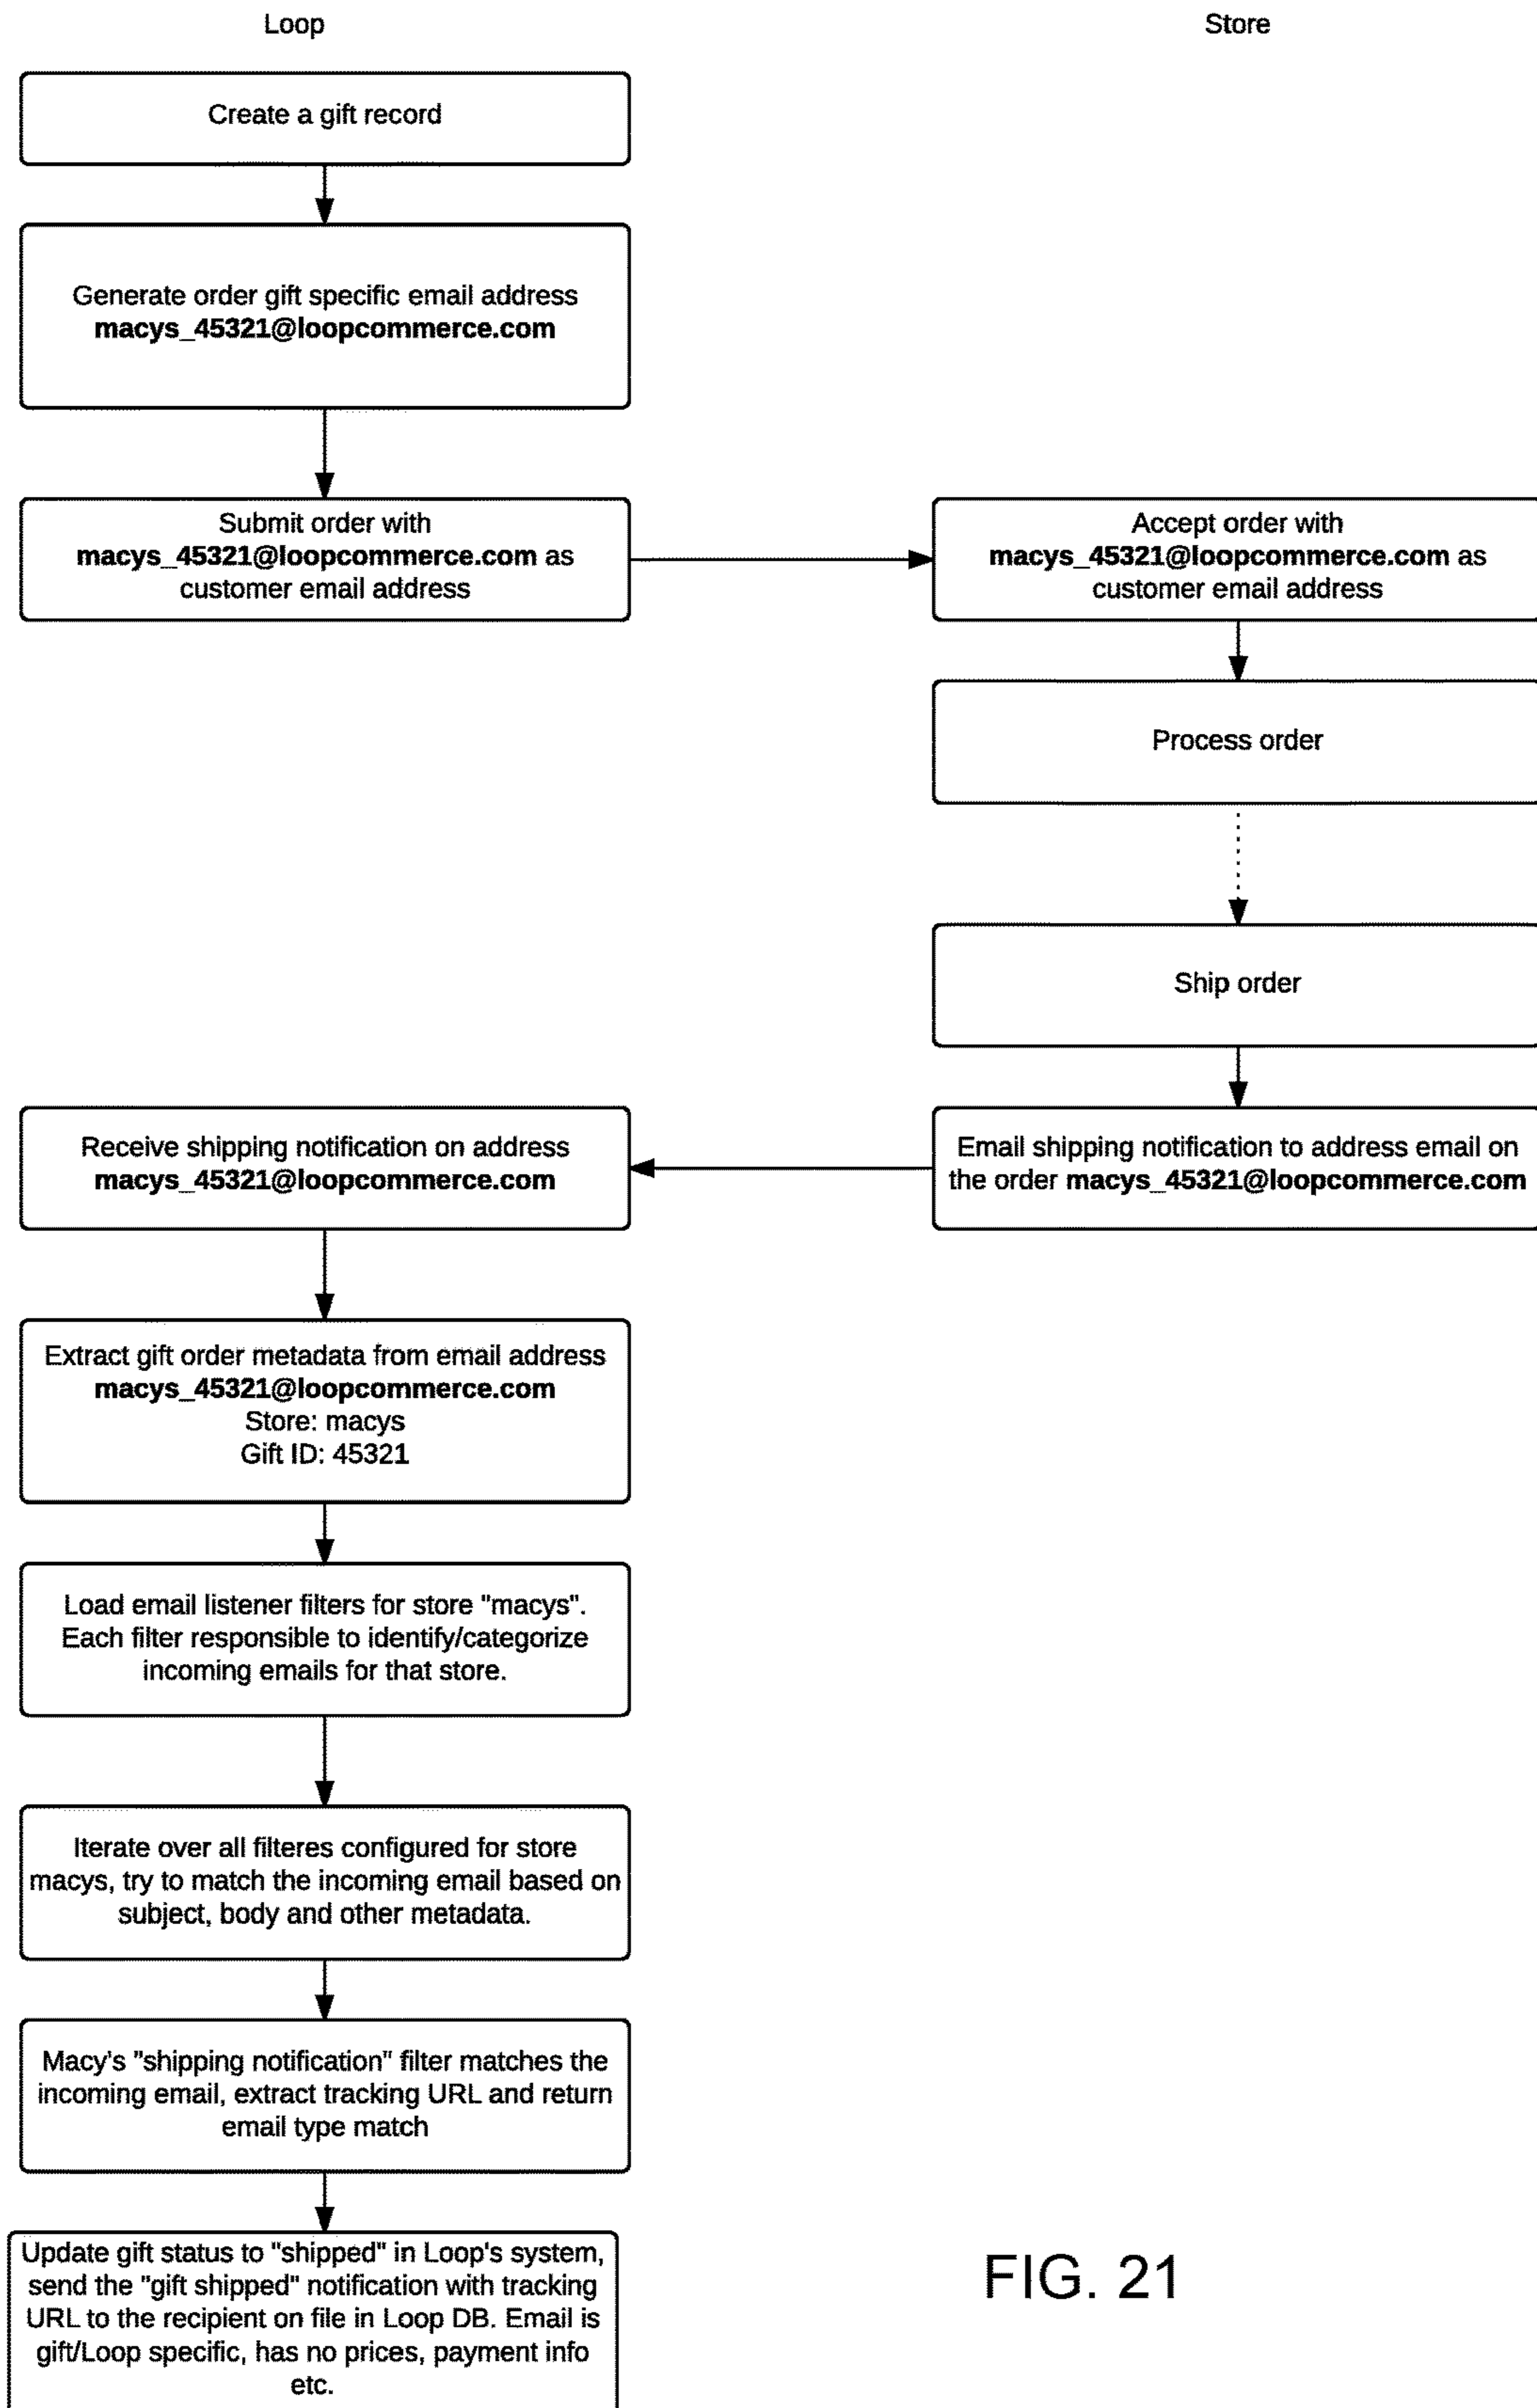 Loop
Store
Create a gift record
Generate order gift specific email address
macys_45321@loopcommerce.com
Submit order with
macys_45321@loopcommerce.com as
customer email address
Accept order with
macys_45321@loopcommerce.com as
customer email address
Process order
Ship order
Receive shipping notification on address
macys_45321@loopcommerce.com
Email shipping notification to address email on
the order macys_45321@loopcommerce.com
Extract gift order metadata from email address
macys_45321@loopcommerce.com
Store: macys
Gift ID: 45321
Load email listener filters for store "macys".
Each filter responsible to identify/categorize
incoming emails for that store.
Iterate over all filteres configured for store
macys, try to match the incoming email based on
subject, body and other metadata.
Macy's "shipping notification" filter matches the
incoming email, extract tracking URL and return
email type match
Update gift status to "shipped" in Loop's system,
send the "gift shipped" notification with tracking
URL to the recipient on file in Loop DB. Email is
gift/Loop specific, has no prices, payment info
etc.
FIG. 21